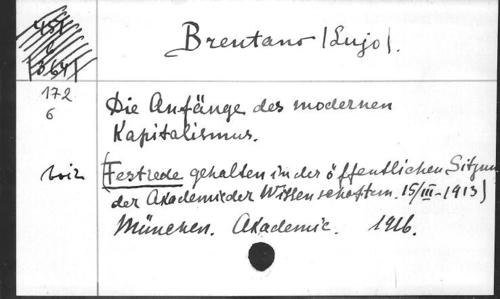 Brentano (Lujo).
172
6
Die Anfänge des modernen
Kapitalismus.
(Festrede gehalten in der öffentlichen Sitzun
der Akademie der Wissenschaften. 15/III-1913)
München. Akademie. 1916.